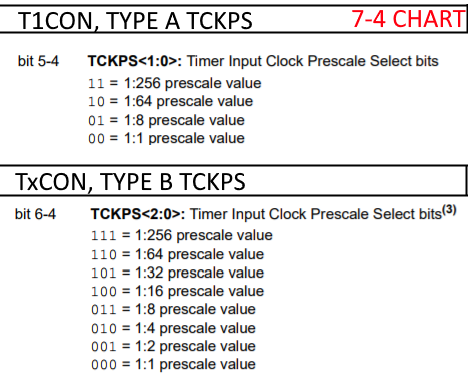 T1CON, TYPE A TCKPS 7-4 CHART
bit 5-4 TCKPS<1:0>: Timer Input Clock Prescale Select bits
11 = 1:256 prescale value
10 = 1:64 prescale value
01 = 1:8 prescale value
00 = 1:1 prescale value
TxCON, TYPE B TCKPS
bit 6-4 TCKPS<2:0>: Timer Input Clock Prescale Select bits(3)
111 = 1:256 prescale value
110 = 1:64 prescale value
101 = 1:32 prescale value
100 = 1:16 prescale value
011 = 1:8 prescale value
010 = 1:4 prescale value
001 = 1:2 prescale value
000 = 1:1 prescale value